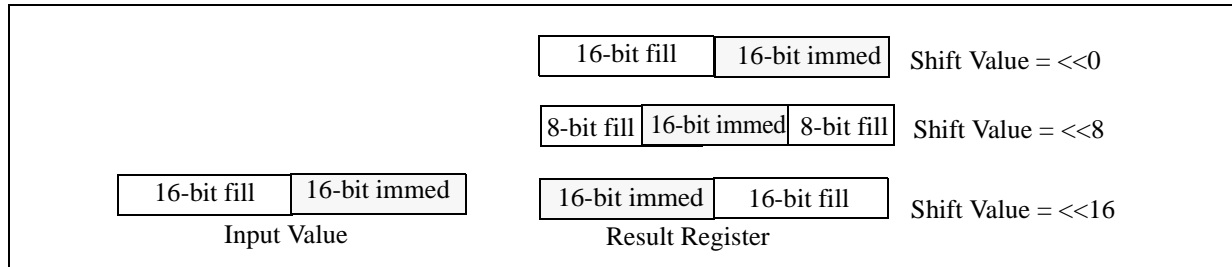 16-bit fill 16-bit immed Shift Value = <<0
8-bit fill 16-bit immed 8-bit fill Shift Value = <<8
16-bit fill 16-bit immed 16-bit immed 16-bit fill Shift Value = <<16
Input Value Result Register